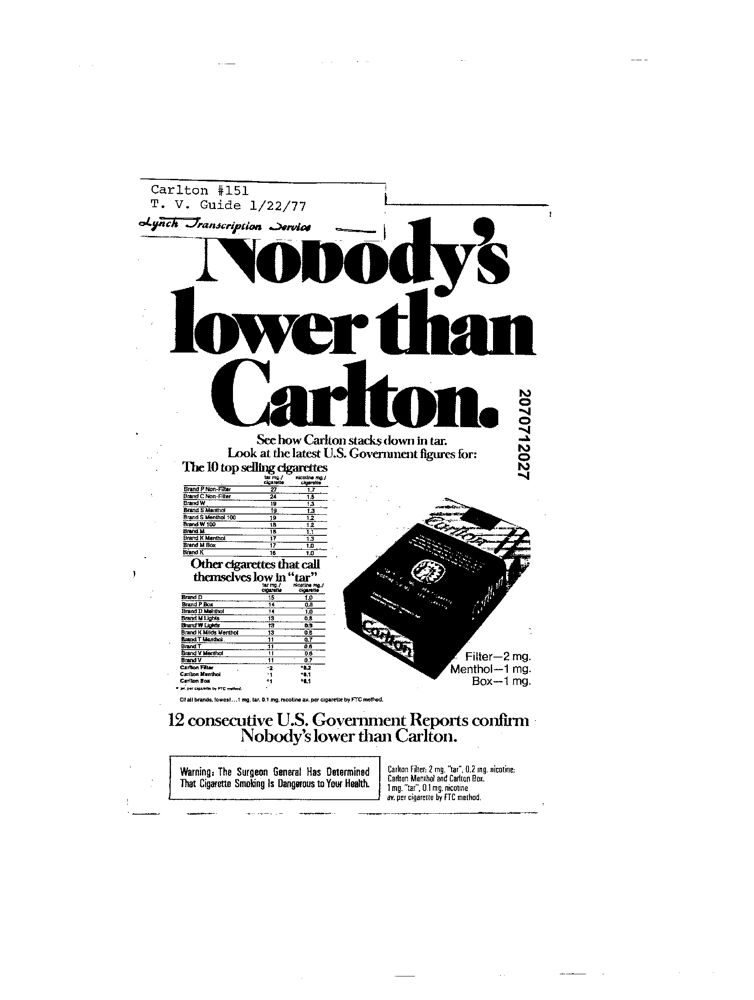 Carlton #151
T. V. Guide 1/22/77
Lynch Transcription Service
Nobody's
lower than
Carlton.
2070712027
See how Carlton stacks down in tar.
Look at the latest U.S. Government figures for:
The 10 top selling cigarettes
tar mg./ cigarette nicotine mg./ cigarette
Brand P Non-Filter 27 1.7
Brand C Non-Filter 24 1.5
Brand W 19 1.3
Brand S Menthol 19 1.3
Brand S Menthol 100 19 1.2
Brand W 100 18 1.2
Brand M 18 1.1
Brand K Menthol 17 1.3
Brand M Box 17 1.0
Brand K 16 1.0
Other cigarettes that call
themselves low in "tar"
tar mg./ cigarette nicotine mg./ cigarette
Brand D 15 1.0
Brand P Box 14 0.8
Brand D Menthol 14 1.0
Brand M Lights 13 0.8
Brand W Lights 13 0.9
Brand K Milds Menthol 13 0.8
Brand T Menthol 11 0.7
Brand T 11 0.6
Brand V Menthol 11 0.8
Brand V 11 0.7
Carlton Filter *2 *0.2
Carlton Menthol *1 *0.1
Carlton Box *1 *0.1
* av. per cigarette by FTC method.
Carlton
Carlton
Carlton
Filter—2 mg.
Menthol—1 mg.
Box—1 mg.
Of all brands, lowest...1 mg. tar, 0.1 mg. nicotine av. per cigarette by FTC method.
12 consecutive U.S. Government Reports confirm
Nobody's lower than Carlton.
Warning: The Surgeon General Has Determined
That Cigarette Smoking Is Dangerous to Your Health.
Carlton Filter: 2 mg. "tar", 0.2 mg. nicotine;
Carlton Menthol and Carlton Box:
1 mg. "tar", 0.1 mg. nicotine
av. per cigarette by FTC method.